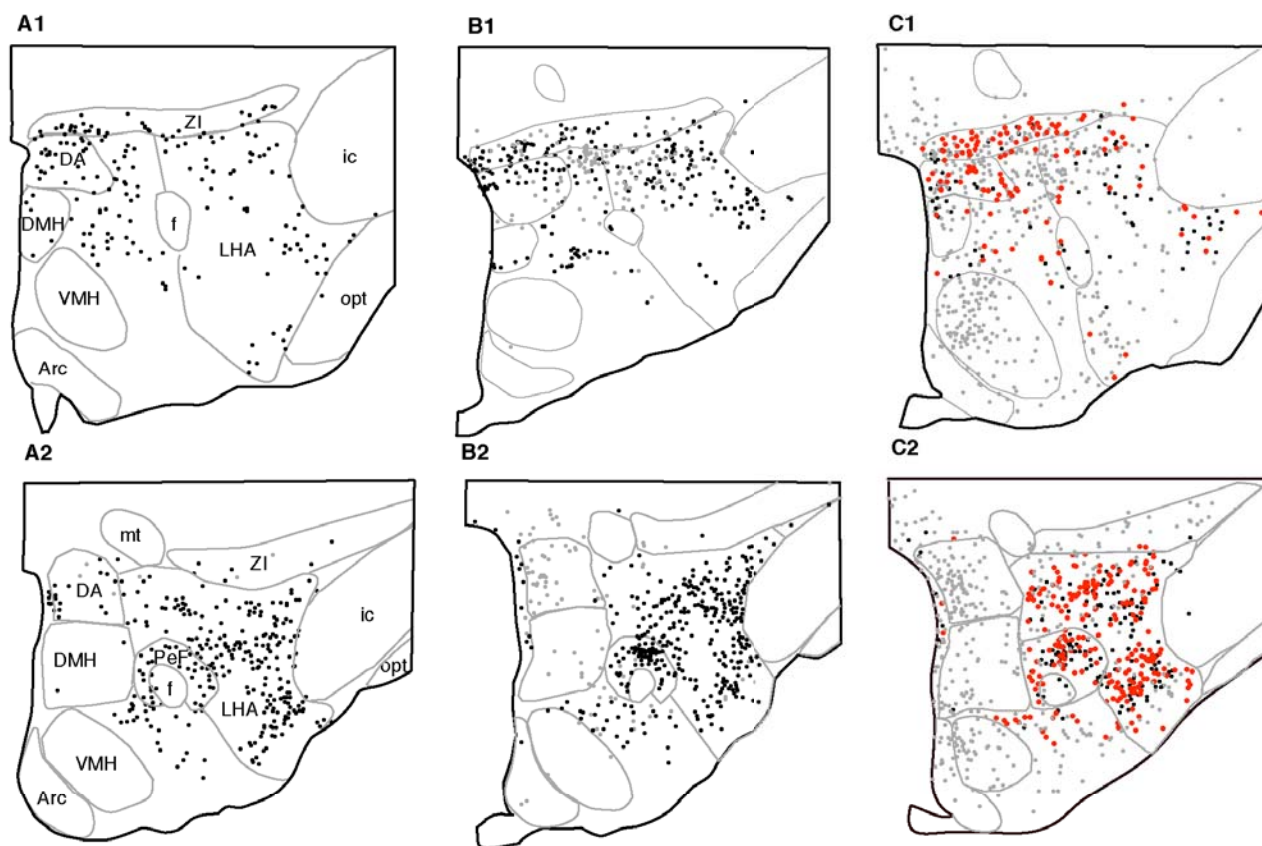 A1
B1
C1
ZI
DA
ic
DMH
f
LHA
VMH
opt
Arc
A2
B2
C2
mt
ZI
DA
ic
DMH
PeF
opt
f
LHA
VMH
Arc